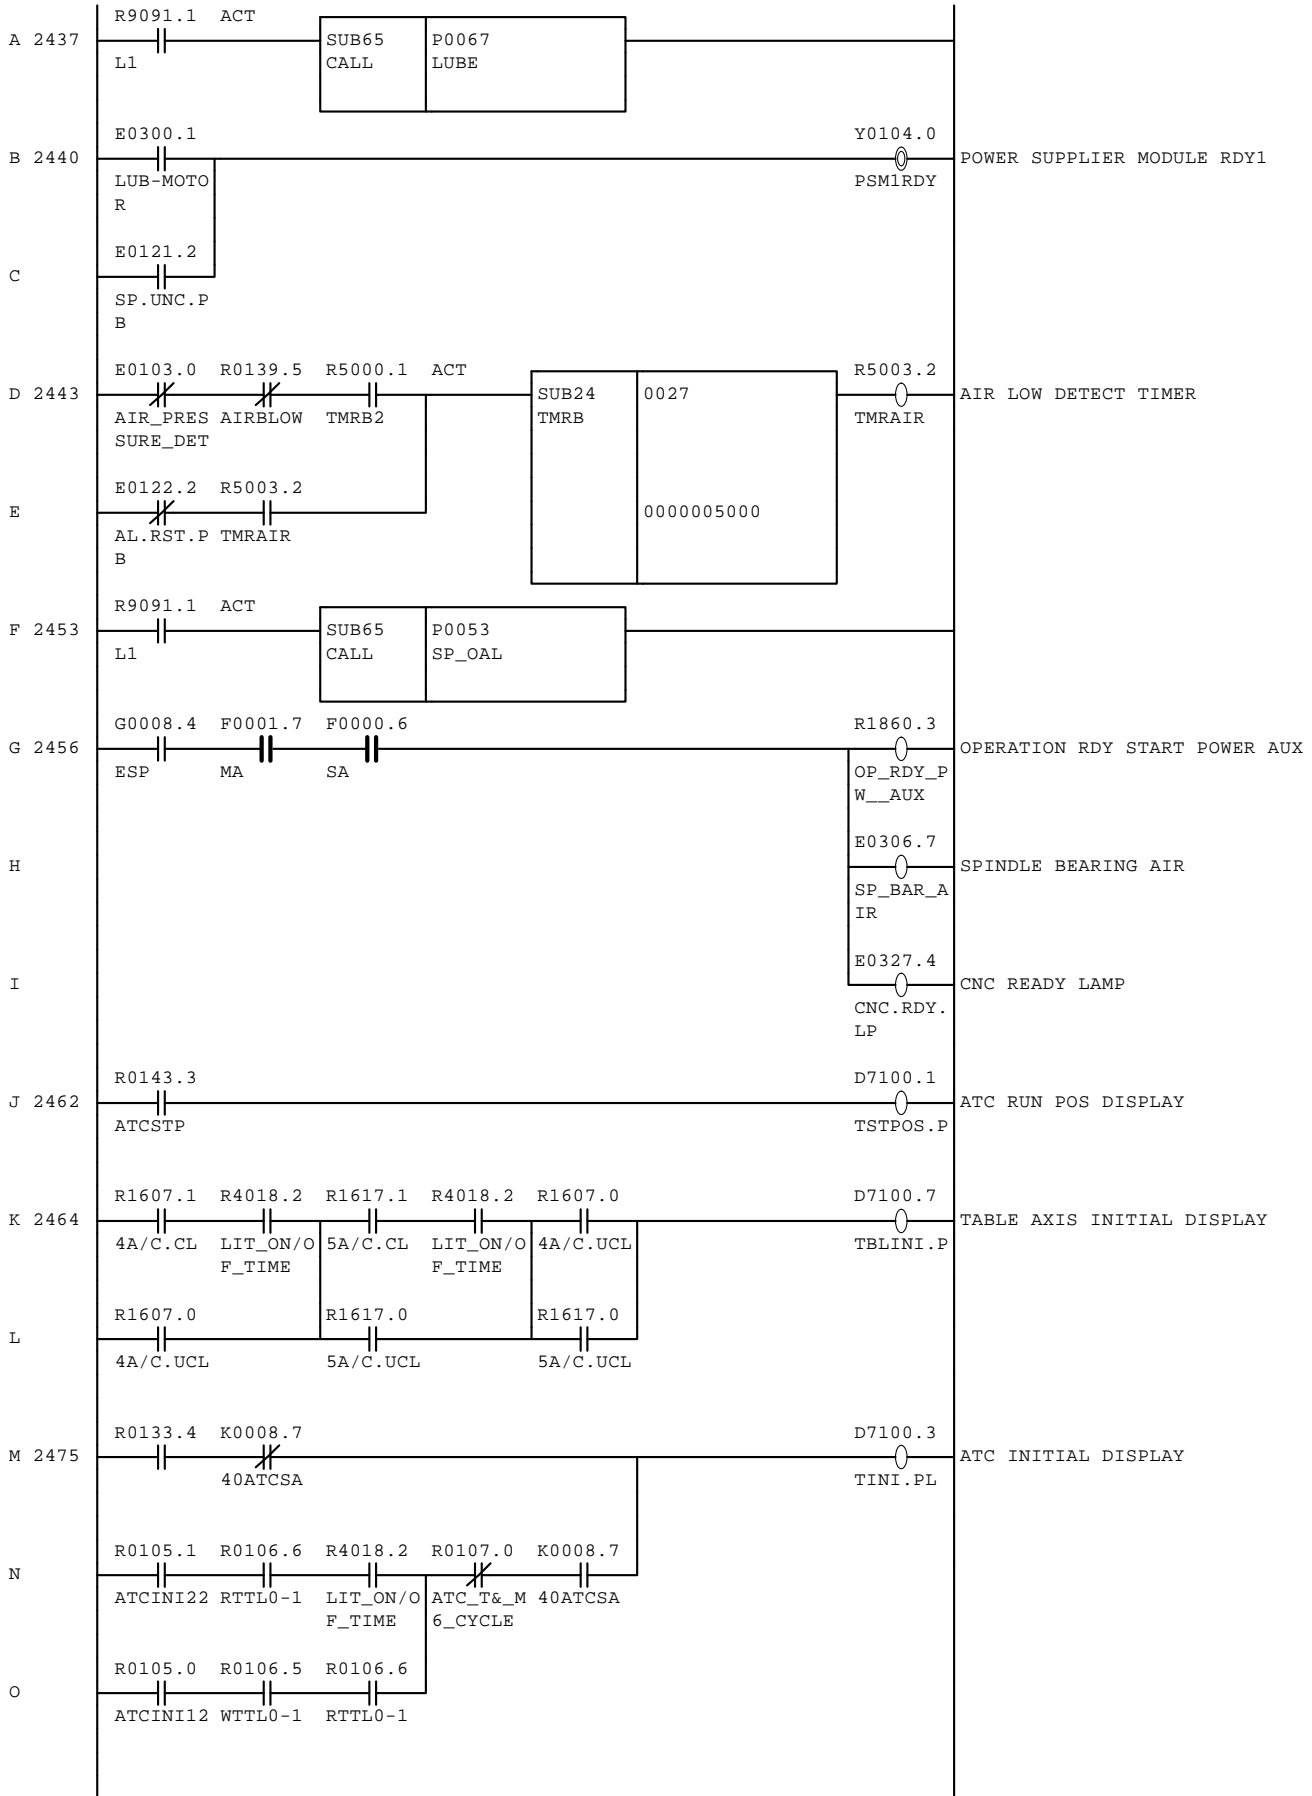 R9091.1 ACT
A 2437 SUB65 P0067
L1 CALL LUBE
E0300.1 Y0104.0
B 2440 POWER SUPPLIER MODULE RDY1
LUB-MOTO PSM1RDY
R
E0121.2
C
SP.UNC.P
B
E0103.0 R0139.5 R5000.1 ACT R5003.2
D 2443 SUB24 0027 AIR LOW DETECT TIMER
AIR_PRES AIRBLOW TMRB2 TMRB TMRAIR
SURE_DET
E0122.2 R5003.2
E 0000005000
AL.RST.P TMRAIR
B
R9091.1 ACT
F 2453 SUB65 P0053
L1 CALL SP_OAL
G0008.4 F0001.7 F0000.6 R1860.3
G 2456 OPERATION RDY START POWER AUX
ESP MA SA OP_RDY_P
W__AUX
E0306.7
H SPINDLE BEARING AIR
SP_BAR_A
IR
E0327.4
I CNC READY LAMP
CNC.RDY.
LP
R0143.3 D7100.1
J 2462 ATC RUN POS DISPLAY
ATCSTP TSTPOS.P
R1607.1 R4018.2 R1617.1 R4018.2 R1607.0 D7100.7
K 2464 TABLE AXIS INITIAL DISPLAY
4A/C.CL LIT_ON/O 5A/C.CL LIT_ON/O 4A/C.UCL TBLINI.P
F_TIME F_TIME
R1607.0 R1617.0 R1617.0
L
4A/C.UCL 5A/C.UCL 5A/C.UCL
R0133.4 K0008.7 D7100.3
M 2475 ATC INITIAL DISPLAY
40ATCSA TINI.PL
R0105.1 R0106.6 R4018.2 R0107.0 K0008.7
N
ATCINI22 RTTL0-1 LIT_ON/O ATC_T&_M 40ATCSA
F_TIME 6_CYCLE
R0105.0 R0106.5 R0106.6
O
ATCINI12 WTTL0-1 RTTL0-1